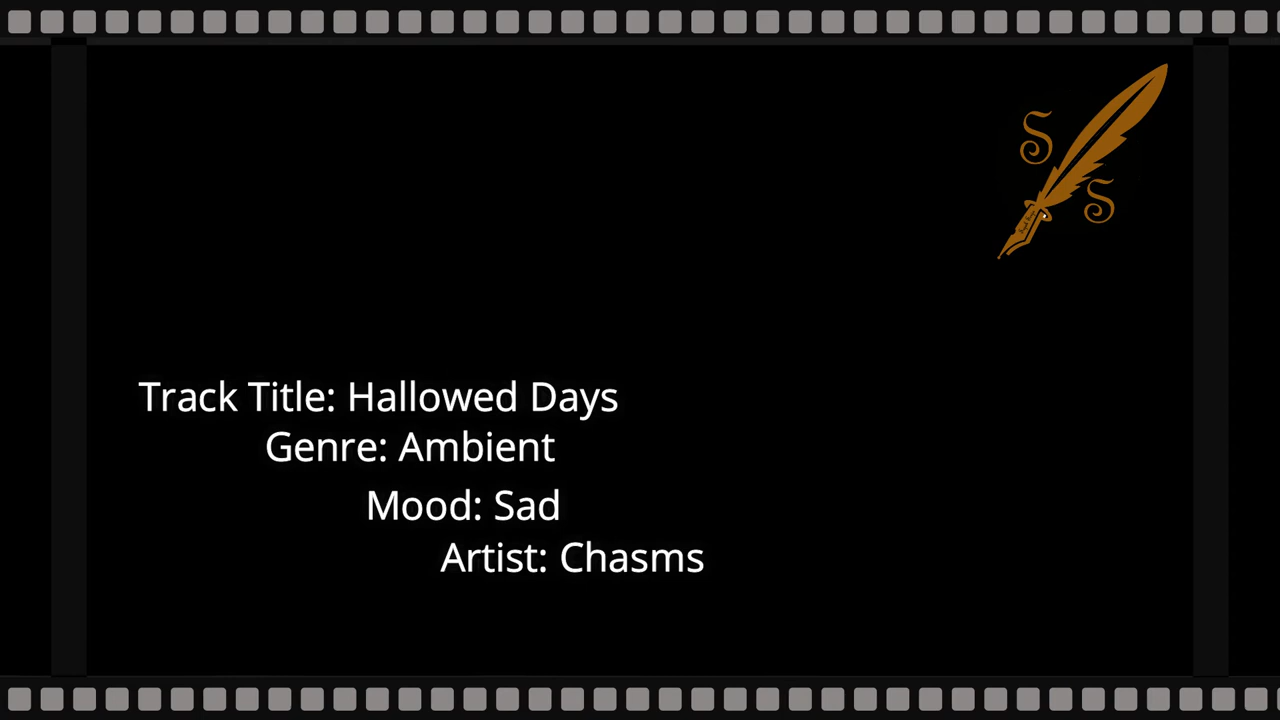 S
S
Track Title: Hallowed Days
Genre: Ambient
Mood: Sad
Artist: Chasms